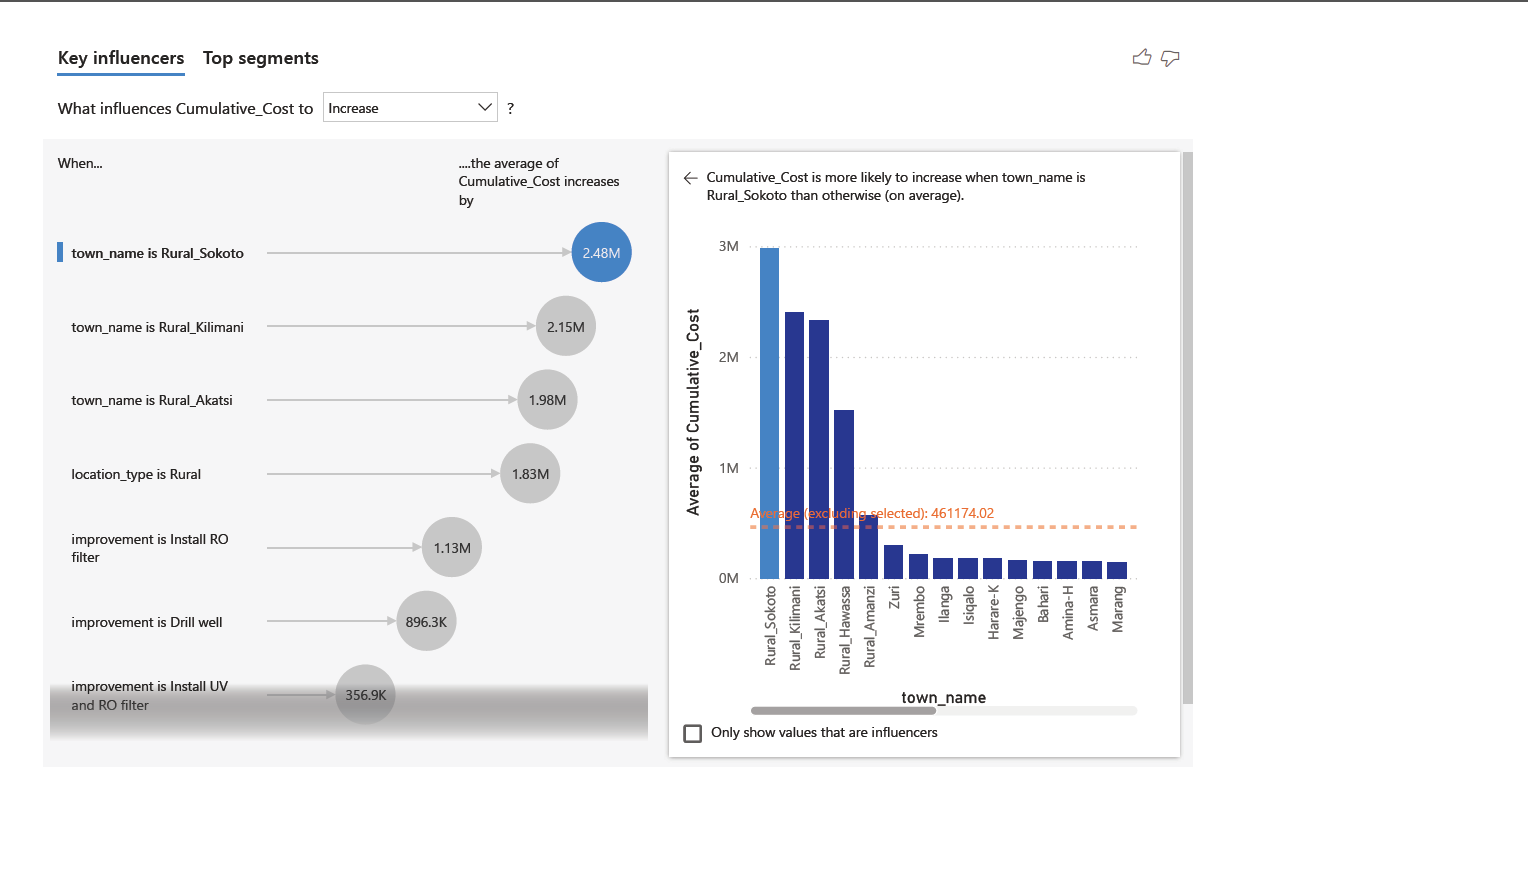 Key influencers Top segments
What influences Cumulative_Cost to Increase ?
When...
....the average of
Cumulative_Cost increases
by
town_name is Rural_Sokoto 2.48M
town_name is Rural_Kilimani 2.15M
town_name is Rural_Akatsi 1.98M
location_type is Rural 1.83M
improvement is Install RO
filter
1.13M
improvement is Drill well 896.3K
improvement is Install UV
and RO filter
356.9K
Cumulative_Cost is more likely to increase when town_name is
Rural_Sokoto than otherwise (on average).
Average of Cumulative_Cost
3M
2M
1M
0M
Average (excluding selected): 461174.02
Rural_Sokoto
Rural_Kilimani
Rural_Akatsi
Rural_Hawassa
Rural_Amanzi
Zuri
Mrembo
Ilanga
Isiqalo
Harare-K
Majengo
Bahari
Amina-H
Asmara
Marang
town_name
Only show values that are influencers